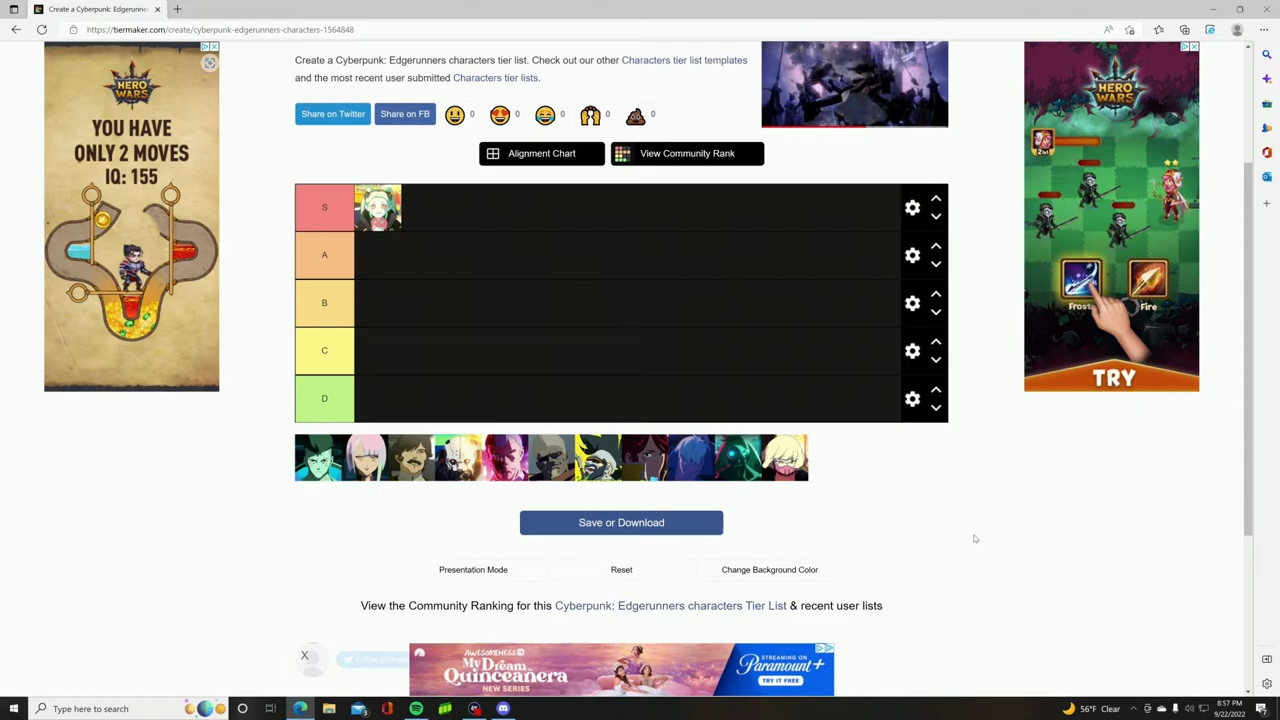 Create a Cyberpunk: Edgerunners
https://tiermaker.com/create/cyberpunk-edgerunners-characters-1564848
Create a Cyberpunk: Edgerunners characters tier list. Check out our other Characters tier list templates
and the most recent user submitted Characters tier lists.
Share on Twitter
Share on FB
0
0
0
0
0
Alignment Chart
View Community Rank
HERO
WARS
YOU HAVE
ONLY 2 MOVES
IQ: 155
HERO
WARS
2lvl
Frost
Fire
TRY
S
A
B
C
D
Save or Download
Presentation Mode
Reset
Change Background Color
View the Community Ranking for this Cyberpunk: Edgerunners characters Tier List & recent user lists
X
AWESOMENESS
MY DREAM
QUINCEAÑERA
NEW SERIES
STREAMING ON
Paramount+
TRY IT FREE
Type here to search
56°F Clear
8:57 PM
9/22/2022